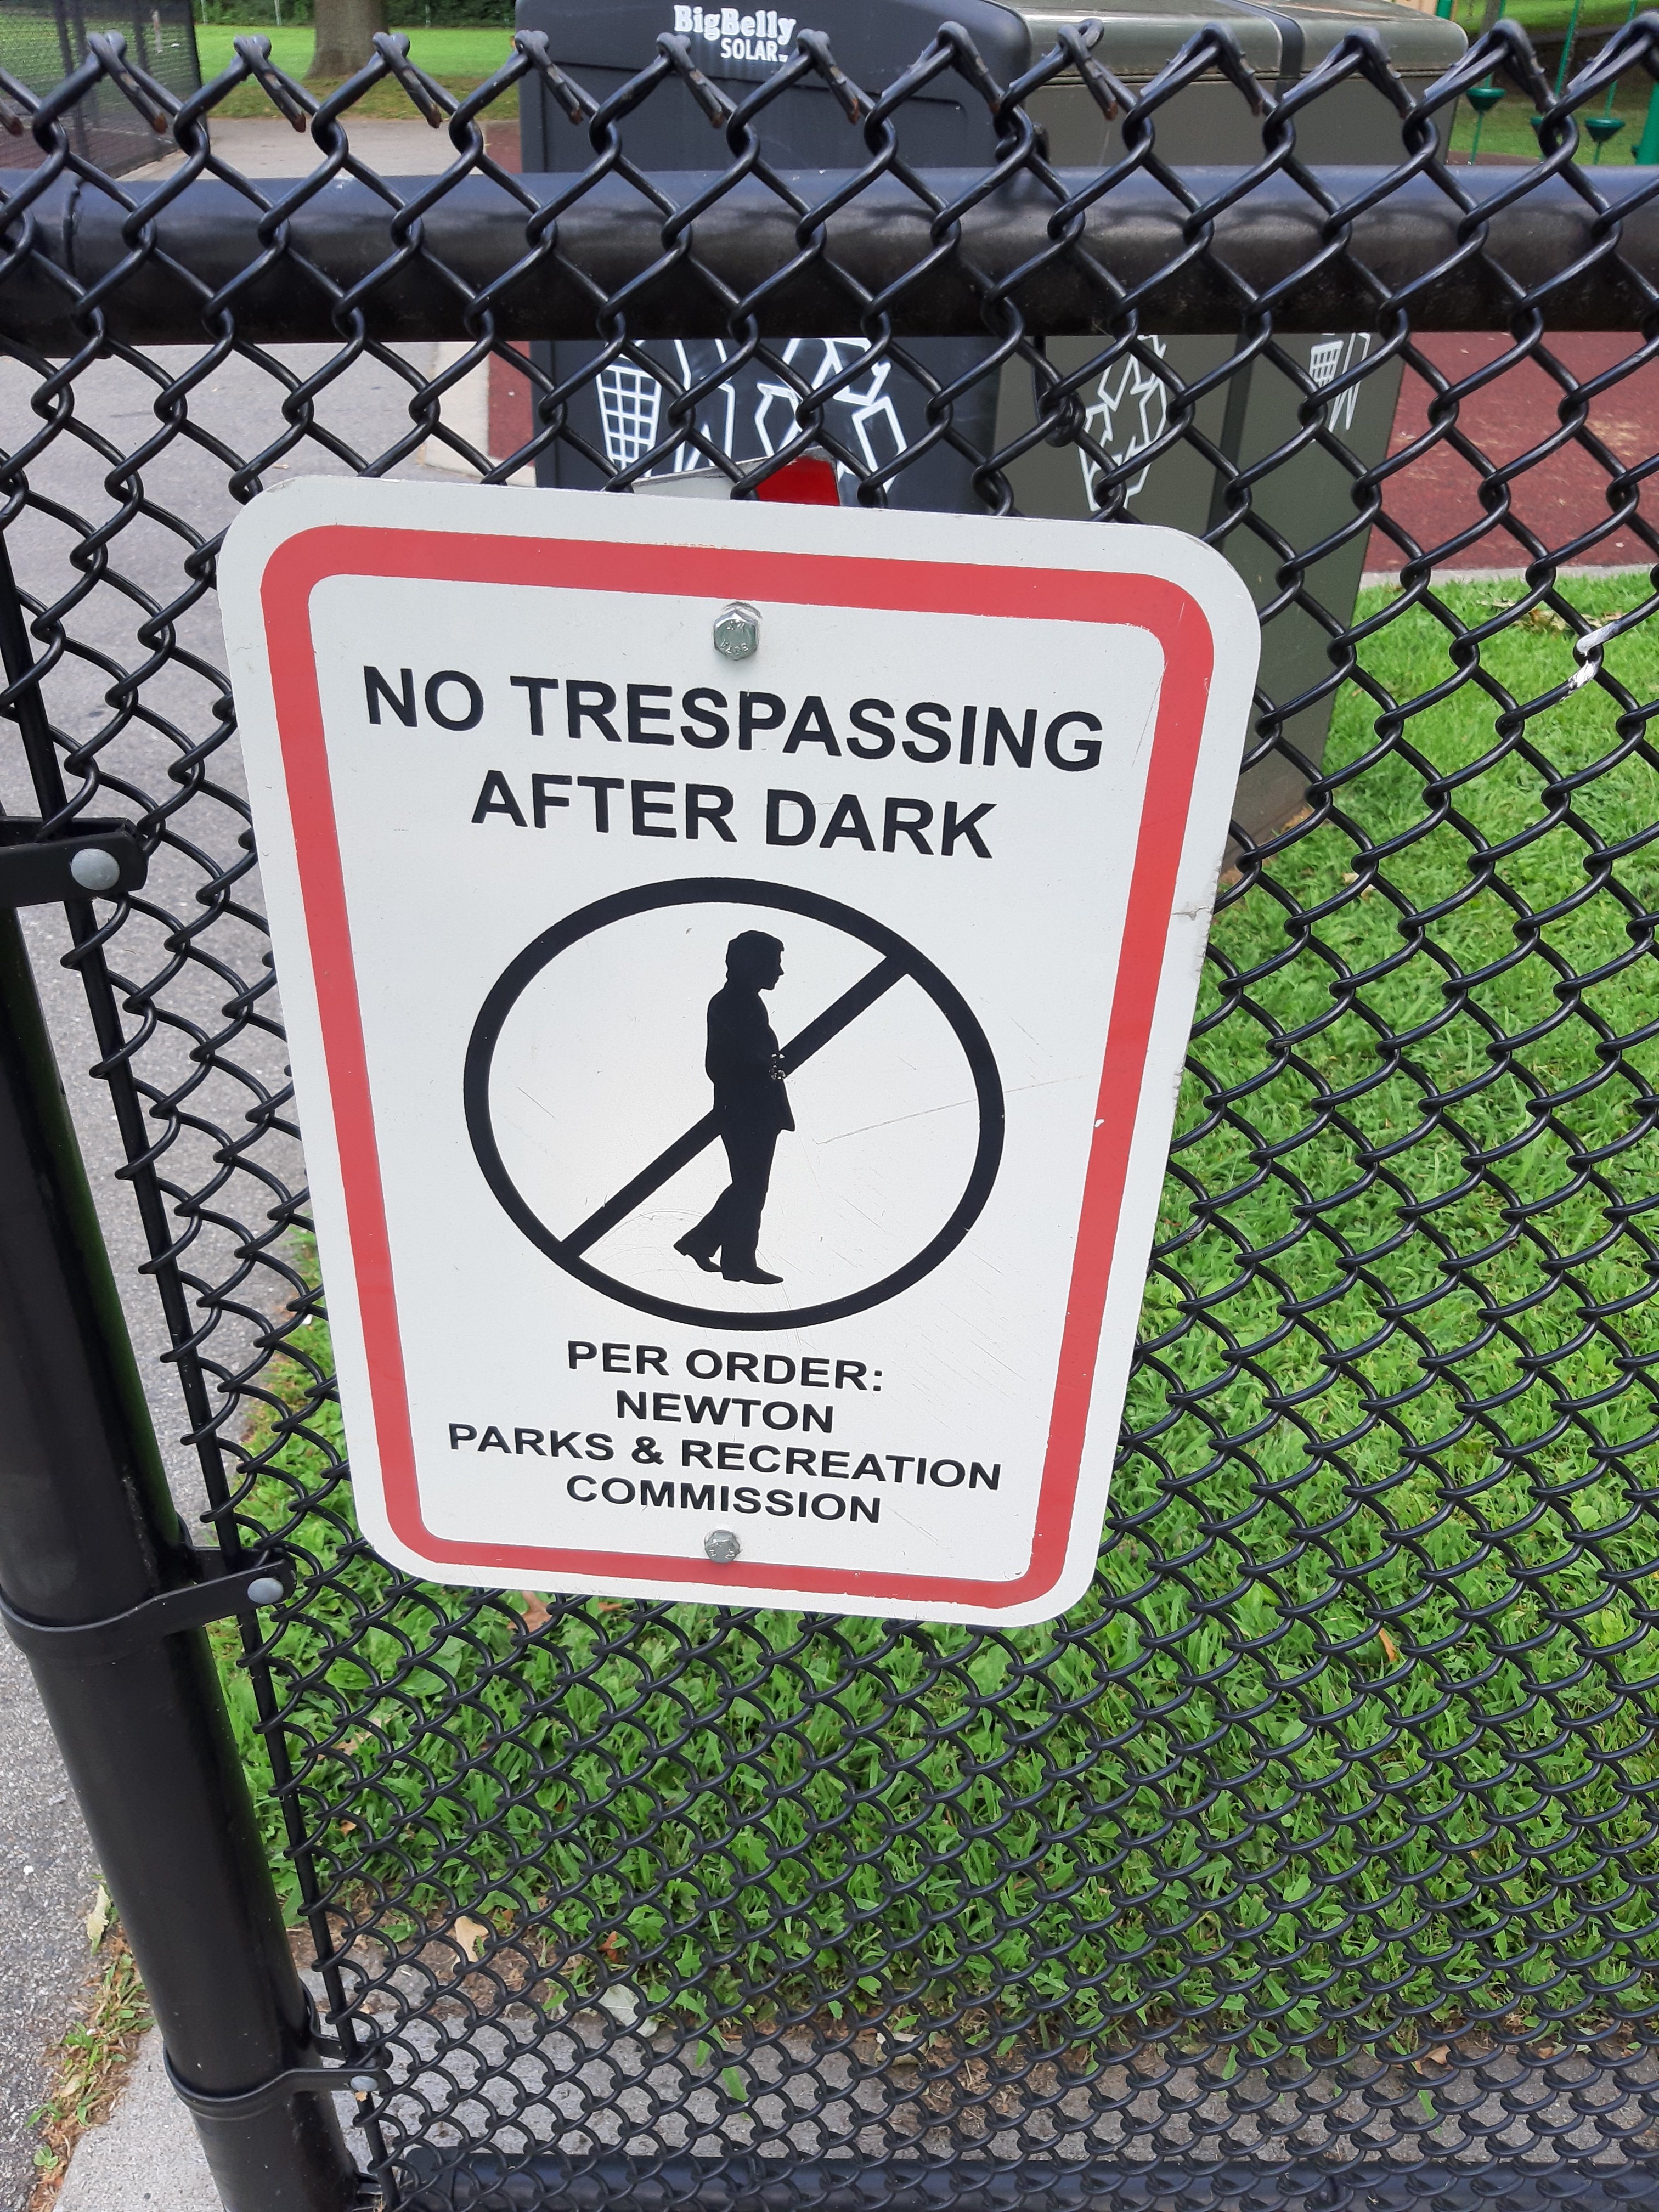 BigBelly
SOLAR
NO TRESPASSING
AFTER DARK
PER ORDER:
NEWTON
PARKS & RECREATION
COMMISSION